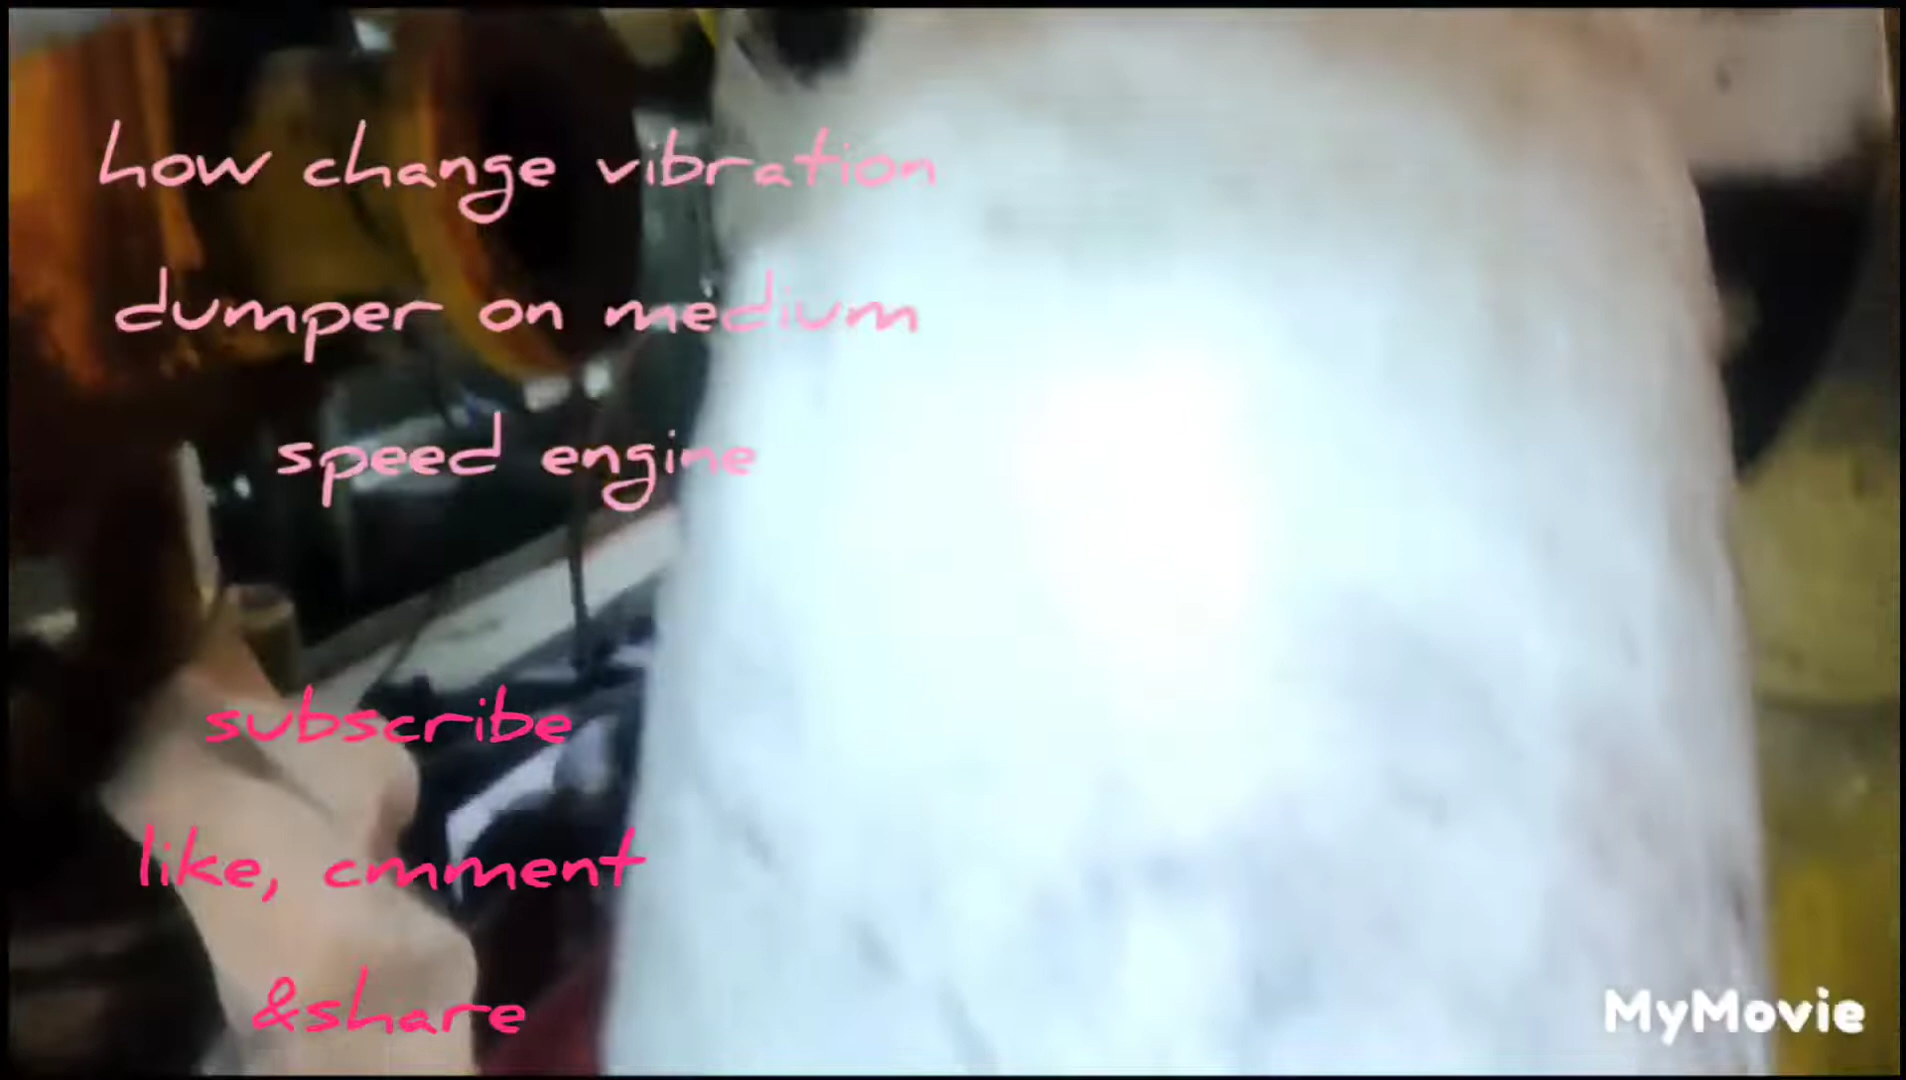 how change vibration
dumper on medium
speed engine
subscribe
like, cmment
&share
MyMovie